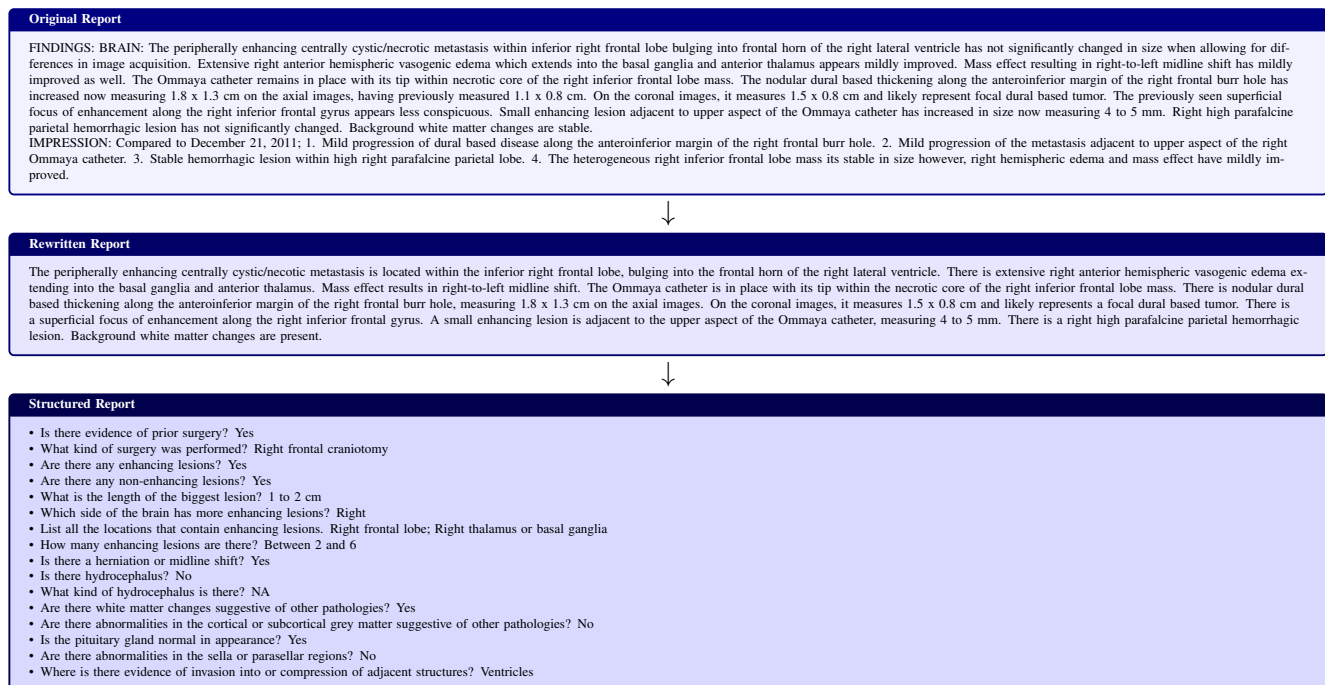 Original Report
FINDINGS: BRAIN: The peripherally enhancing centrally cystic/necrotic metastasis within inferior right frontal lobe bulging into frontal horn of the right lateral ventricle has not significantly changed in size when allowing for dif-
ferences in image acquisition. Extensive right anterior hemispheric vasogenic edema which extends into the basal ganglia and anterior thalamus appears mildly improved. Mass effect resulting in right-to-left midline shift has mildly
improved as well. The Ommaya catheter remains in place with its tip within necrotic core of the right inferior frontal lobe mass. The nodular dural based thickening along the anteroinferior margin of the right frontal burr hole has
increased now measuring 1.8 x 1.3 cm on the axial images, having previously measured 1.1 x 0.8 cm. On the coronal images, it measures 1.5 x 0.8 cm and likely represent focal dural based tumor. The previously seen superficial
focus of enhancement along the right inferior frontal gyrus appears less conspicuous. Small enhancing lesion adjacent to upper aspect of the Ommaya catheter has increased in size now measuring 4 to 5 mm. Right high parafalcine
parietal hemorrhagic lesion has not significantly changed. Background white matter changes are stable.
IMPRESSION: Compared to December 21, 2011; 1. Mild progression of dural based disease along the anteroinferior margin of the right frontal burr hole. 2. Mild progression of the metastasis adjacent to upper aspect of the right
Ommaya catheter. 3. Stable hemorrhagic lesion within high right parafalcine parietal lobe. 4. The heterogeneous right inferior frontal lobe mass its stable in size however, right hemispheric edema and mass effect have mildly im-
proved.
↓
Rewritten Report
The peripherally enhancing centrally cystic/necotic metastasis is located within the inferior right frontal lobe, bulging into the frontal horn of the right lateral ventricle. There is extensive right anterior hemispheric vasogenic edema ex-
tending into the basal ganglia and anterior thalamus. Mass effect results in right-to-left midline shift. The Ommaya catheter is in place with its tip within the necrotic core of the right inferior frontal lobe mass. There is nodular dural
based thickening along the anteroinferior margin of the right frontal burr hole, measuring 1.8 x 1.3 cm on the axial images. On the coronal images, it measures 1.5 x 0.8 cm and likely represents a focal dural based tumor. There is
a superficial focus of enhancement along the right inferior frontal gyrus. A small enhancing lesion is adjacent to the upper aspect of the Ommaya catheter, measuring 4 to 5 mm. There is a right high parafalcine parietal hemorrhagic
lesion. Background white matter changes are present.
↓
Structured Report
• Is there evidence of prior surgery? Yes
• What kind of surgery was performed? Right frontal craniotomy
• Are there any enhancing lesions? Yes
• Are there any non-enhancing lesions? Yes
• What is the length of the biggest lesion? 1 to 2 cm
• Which side of the brain has more enhancing lesions? Right
• List all the locations that contain enhancing lesions. Right frontal lobe; Right thalamus or basal ganglia
• How many enhancing lesions are there? Between 2 and 6
• Is there a herniation or midline shift? Yes
• Is there hydrocephalus? No
• What kind of hydrocephalus is there? NA
• Are there white matter changes suggestive of other pathologies? Yes
• Are there abnormalities in the cortical or subcortical grey matter suggestive of other pathologies? No
• Is the pituitary gland normal in appearance? Yes
• Are there abnormalities in the sella or parasellar regions? No
• Where is there evidence of invasion into or compression of adjacent structures? Ventricles